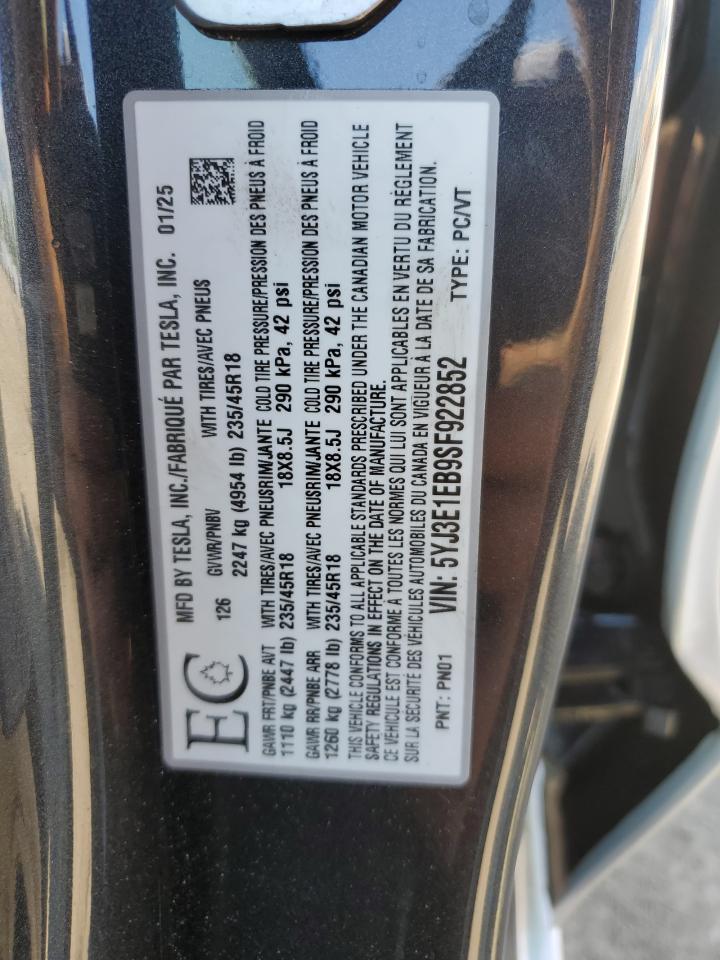 EC
MFD BY TESLA, INC./FABRIQUÉ PAR TESLA, INC. 01/25
126 GVWR/PNBV WITH TIRES/AVEC PNEUS
2247 kg (4954 lb) 235/45R18
GAWR FRT/PNBE AVT WITH TIRES/AVEC PNEUS RIM/JANTE COLD TIRE PRESSURE/PRESSION DES PNEUS À FROID
1110 kg (2447 lb) 235/45R18 18X8.5J 290 kPa, 42 psi
GAWR RR/PNBE ARR WITH TIRES/AVEC PNEUS RIM/JANTE COLD TIRE PRESSURE/PRESSION DES PNEUS À FROID
1260 kg (2778 lb) 235/45R18 18X8.5J 290 kPa, 42 psi
THIS VEHICLE CONFORMS TO ALL APPLICABLE STANDARDS PRESCRIBED UNDER THE CANADIAN MOTOR VEHICLE
SAFETY REGULATIONS IN EFFECT ON THE DATE OF MANUFACTURE.
CE VÉHICULE EST CONFORME À TOUTES LES NORMES QUI LUI SONT APPLICABLES EN VERTU DU RÈGLEMENT
SUR LA SÉCURITÉ DES VÉHICULES AUTOMOBILES DU CANADA EN VIGUEUR À LA DATE DE SA FABRICATION.
VIN: 5YJ3E1EB9SF922852 TYPE: PC/VT
PNT: PN01